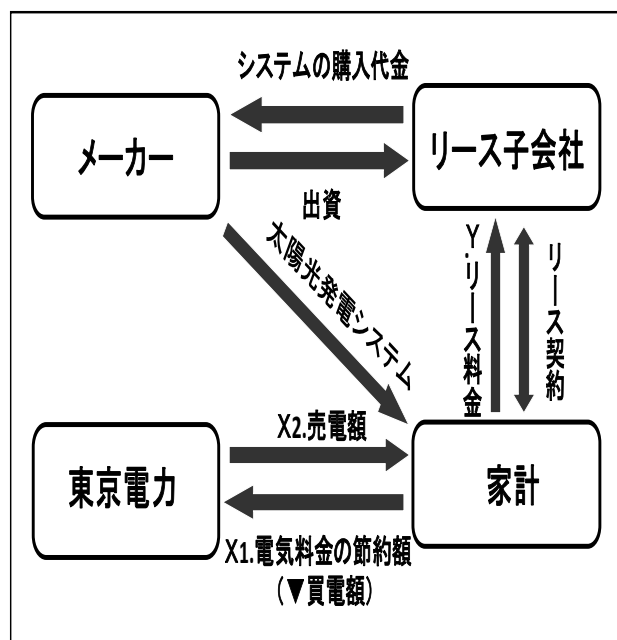 システムの購入代金
メーカー
リース子会社
出資
太陽光発電システム
Y.リース料金
リース契約
X2.売電額
東京電力
家計
X1.電気料金の節約額
(▼買電額)